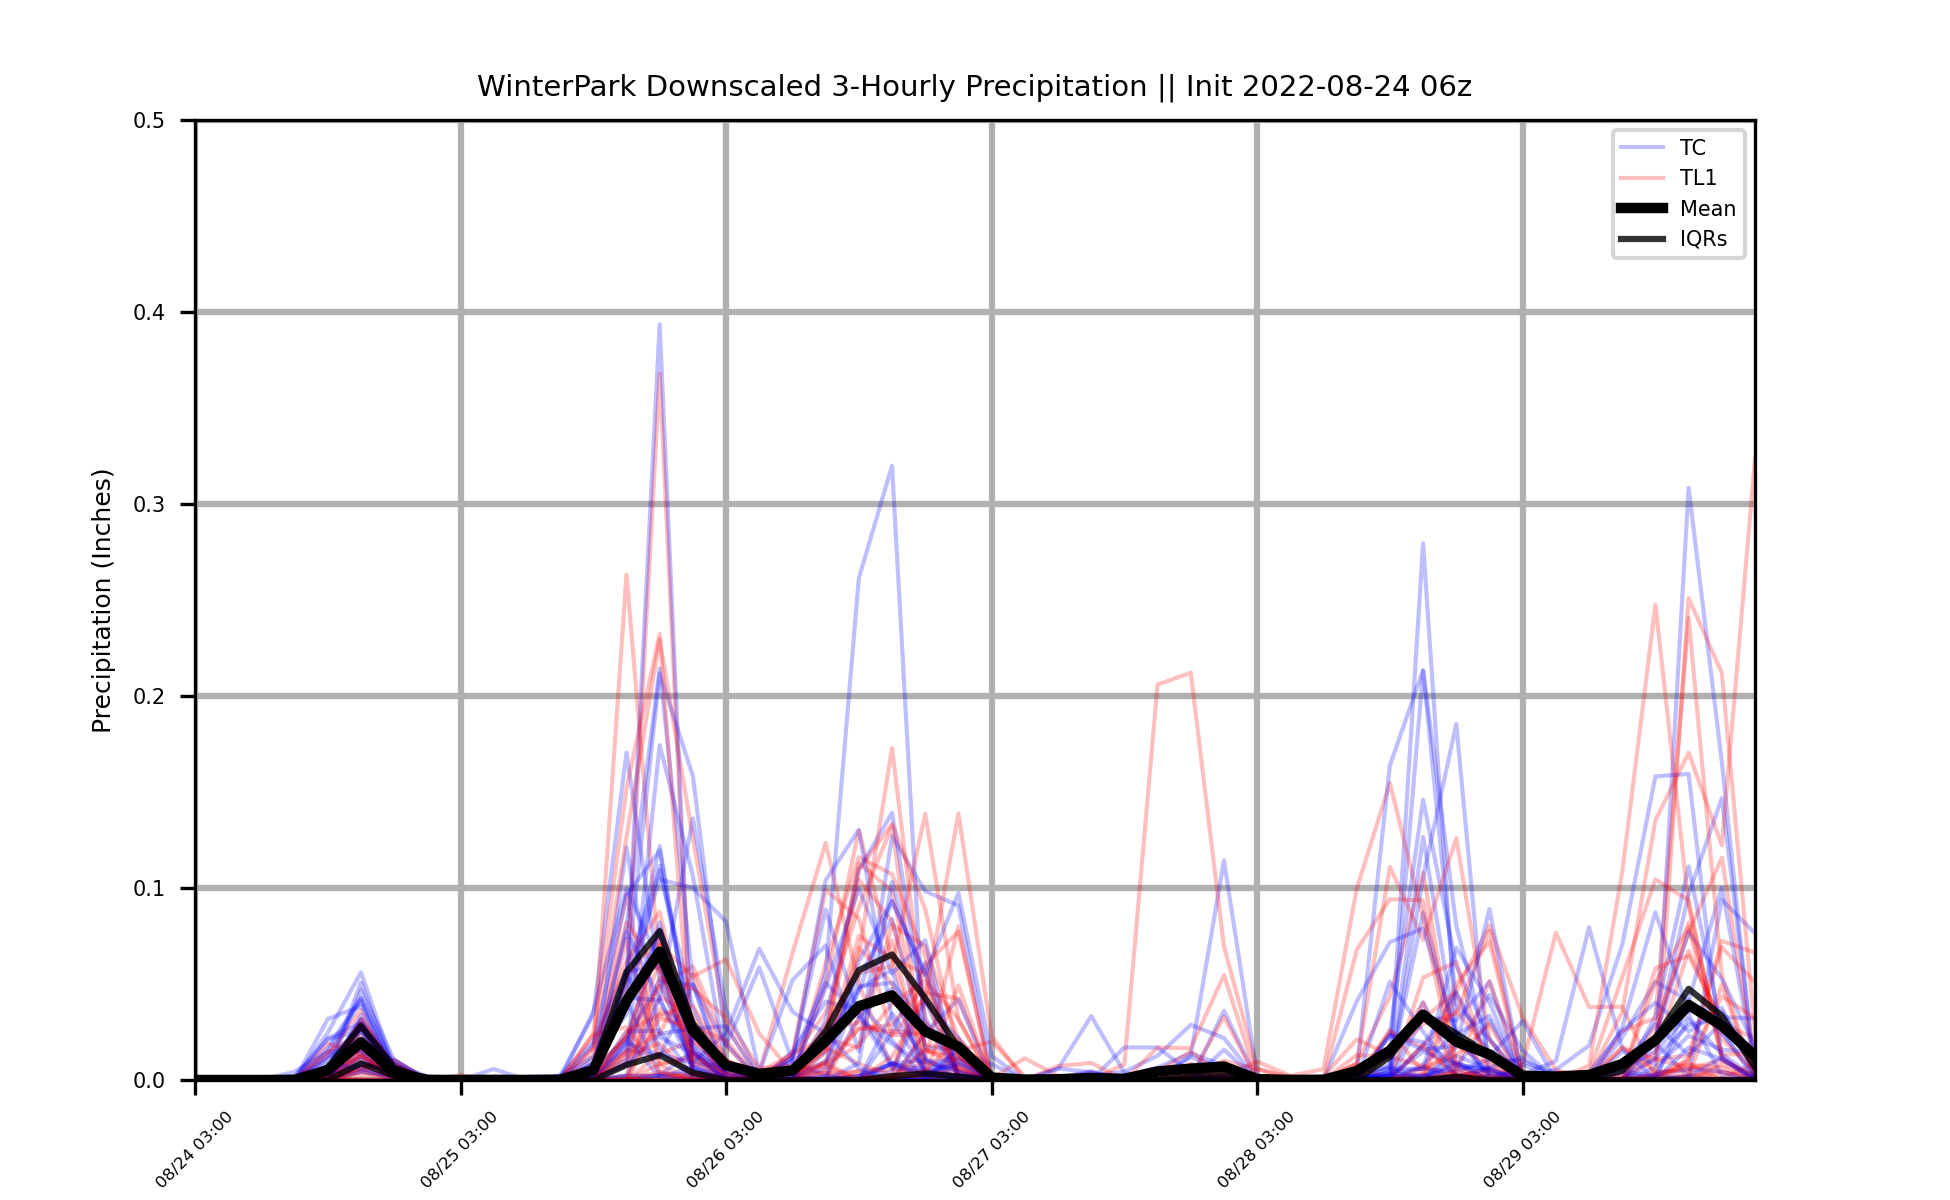 WinterPark Downscaled 3-Hourly Precipitation || Init 2022-08-24 06z
Precipitation (Inches)
0.5
0.4
0.3
0.2
0.1
0.0
TC
TL1
Mean
IQRs
08/24 03:00
08/25 03:00
08/26 03:00
08/27 03:00
08/28 03:00
08/29 03:00